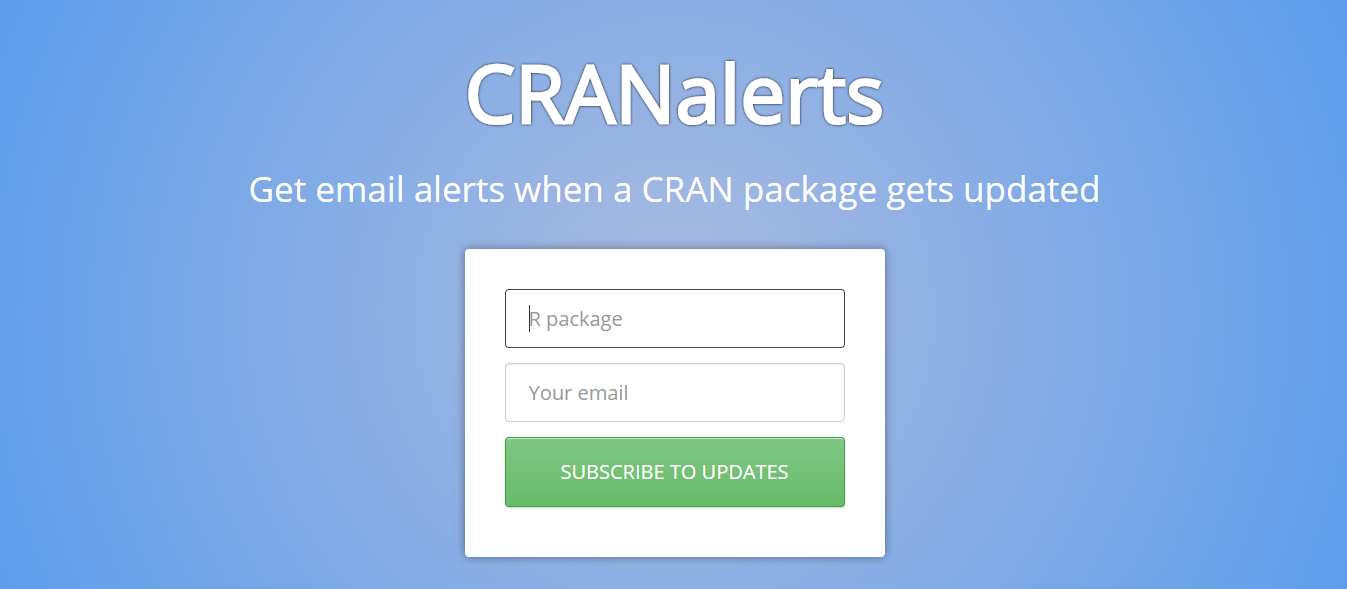 CRANalerts
Get email alerts when a CRAN package gets updated
R package
Your email
SUBSCRIBE TO UPDATES